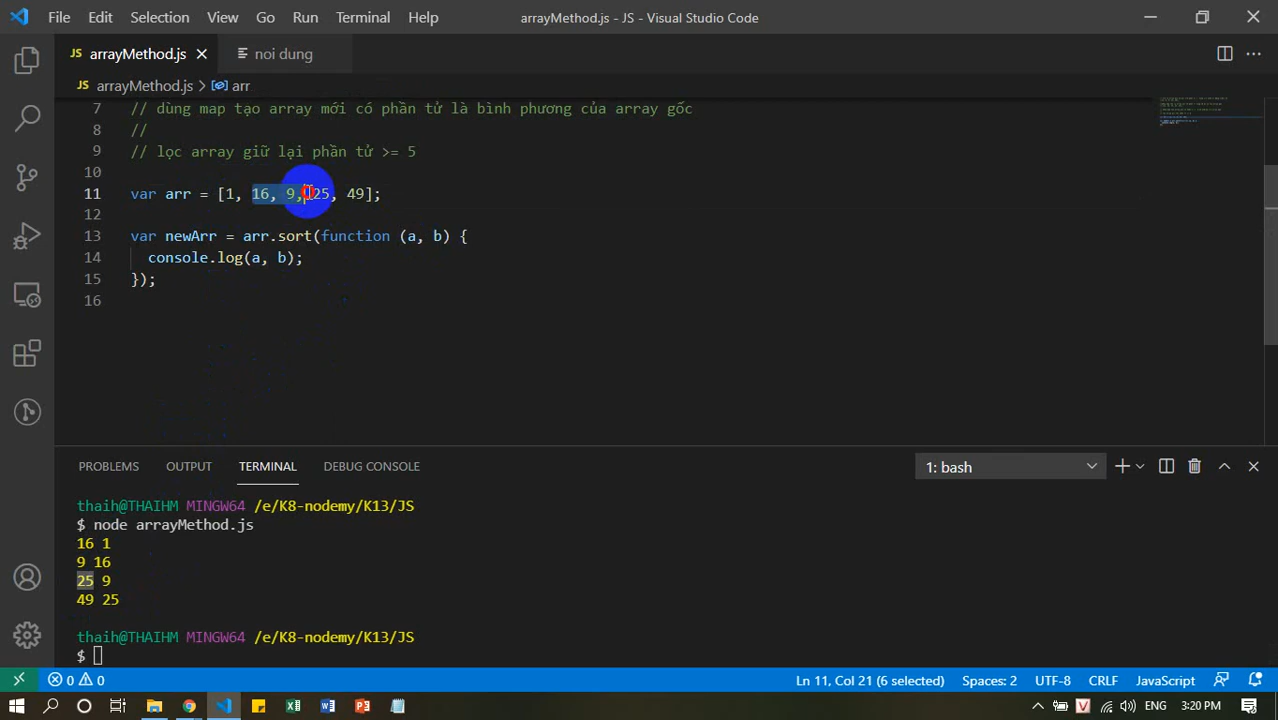 File Edit Selection View Go Run Terminal Help arrayMethod.js - JS - Visual Studio Code
JS arrayMethod.js noi dung
JS arrayMethod.js > arr
7 // dùng map tạo array mới có phần tử là bình phương của array gốc
8 //
9 // lọc array giữ lại phần tử >= 5
10
11 var arr = [1, 16, 9, 25, 49];
12
13 var newArr = arr.sort(function (a, b) {
14 console.log(a, b);
15 });
16
PROBLEMS OUTPUT TERMINAL DEBUG CONSOLE 1: bash
thaih@THAIHM MINGW64 /e/K8-nodemy/K13/JS
$ node arrayMethod.js
16 1
9 16
25 9
49 25
thaih@THAIHM MINGW64 /e/K8-nodemy/K13/JS
$
0 0 Ln 11, Col 21 (6 selected) Spaces: 2 UTF-8 CRLF JavaScript
V ENG 3:20 PM